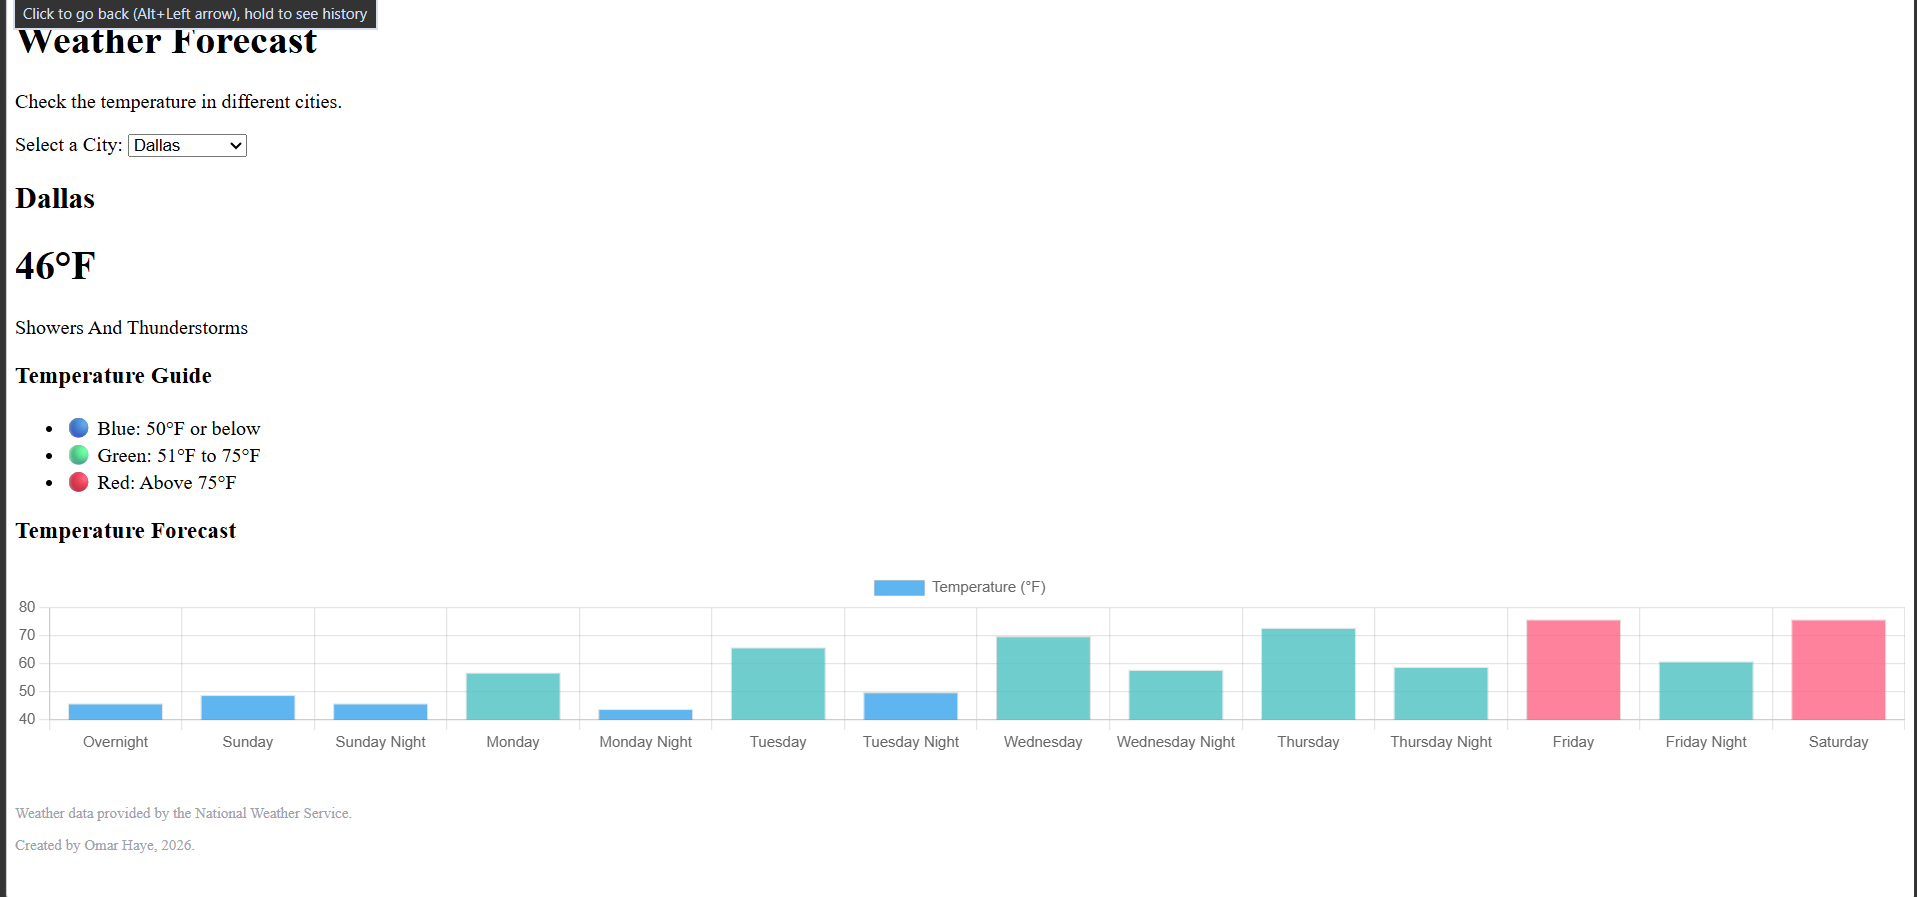 Click to go back (Alt+Left arrow), hold to see history
Weather Forecast
Check the temperature in different cities.
Select a City: Dallas
Dallas
46°F
Showers And Thunderstorms
Temperature Guide
Blue: 50°F or below
Green: 51°F to 75°F
Red: Above 75°F
Temperature Forecast
Temperature (°F)
80
70
60
50
40
Overnight Sunday Sunday Night Monday Monday Night Tuesday Tuesday Night Wednesday Wednesday Night Thursday Thursday Night Friday Friday Night Saturday
Weather data provided by the National Weather Service.
Created by Omar Haye, 2026.